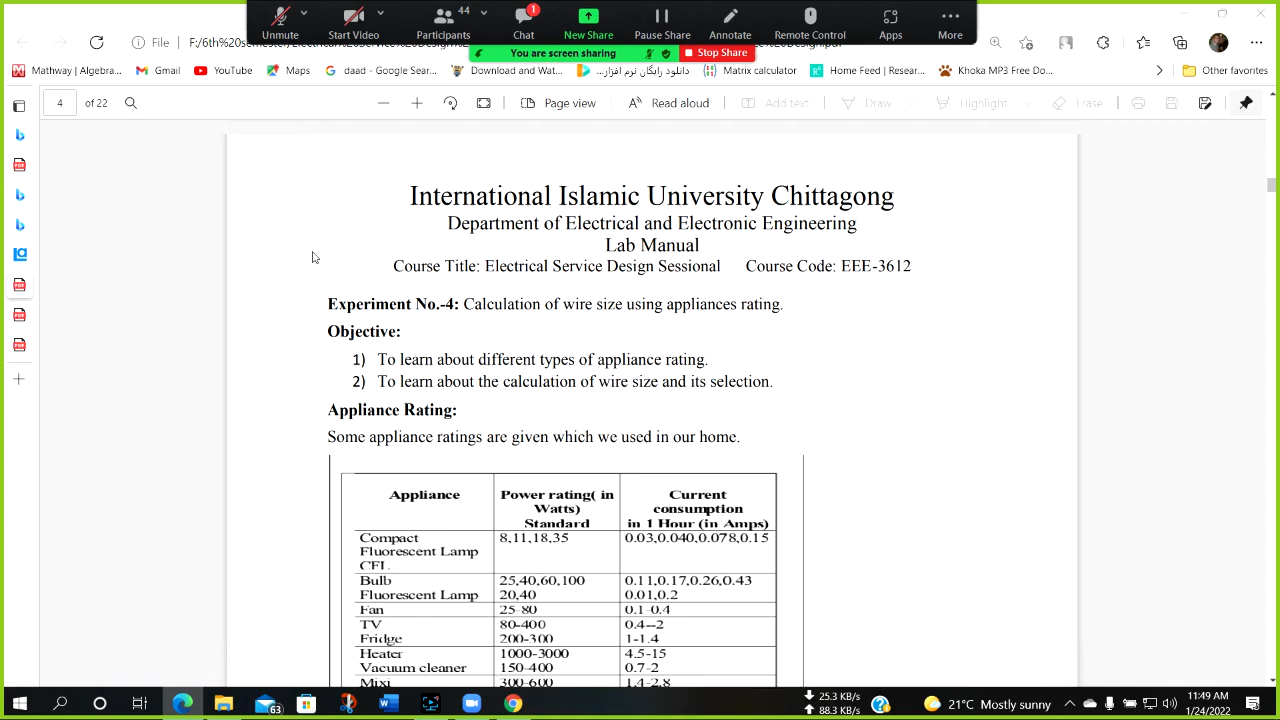 Unmute
Start Video
44
Participants
1
Chat
New Share
Pause Share
Annotate
Remote Control
Apps
More
You are screen sharing
Stop Share
File
F:/6th
Mathway | Algebra...
Gmail
YouTube
Maps
daad - Google Sear...
Download and Wat...
دانلود رایگان نرم افزار...
Matrix calculator
Home Feed | Resear...
Khoka MP3 Free Do...
Other favorites
4 of 22
Page view
Read aloud
Add text
Draw
Highlight
Erase
International Islamic University Chittagong
Department of Electrical and Electronic Engineering
Lab Manual
Course Title: Electrical Service Design Sessional Course Code: EEE-3612
Experiment No.-4: Calculation of wire size using appliances rating.
Objective:
1) To learn about different types of appliance rating.
2) To learn about the calculation of wire size and its selection.
Appliance Rating:
Some appliance ratings are given which we used in our home.
Appliance Power rating( in Watts) Standard Current consumption in 1 Hour (in Amps)
Compact 8,11,18,35 0.03,0.040,0.078,0.15
Fluorescent Lamp
CFL
Bulb 25,40,60,100 0.11,0.17,0.26,0.43
Fluorescent Lamp 20,40 0.01,0.2
Fan 25-80 0.1-0.4
TV 80-400 0.4--2
Fridge 200-300 1-1.4
Heater 1000-3000 4.5-15
Vacuum cleaner 150-400 0.7-2
Mixi 300-600 1.4-2.8
63
25.3 KB/s
88.3 KB/s
21°C Mostly sunny
11:49 AM
1/24/2022